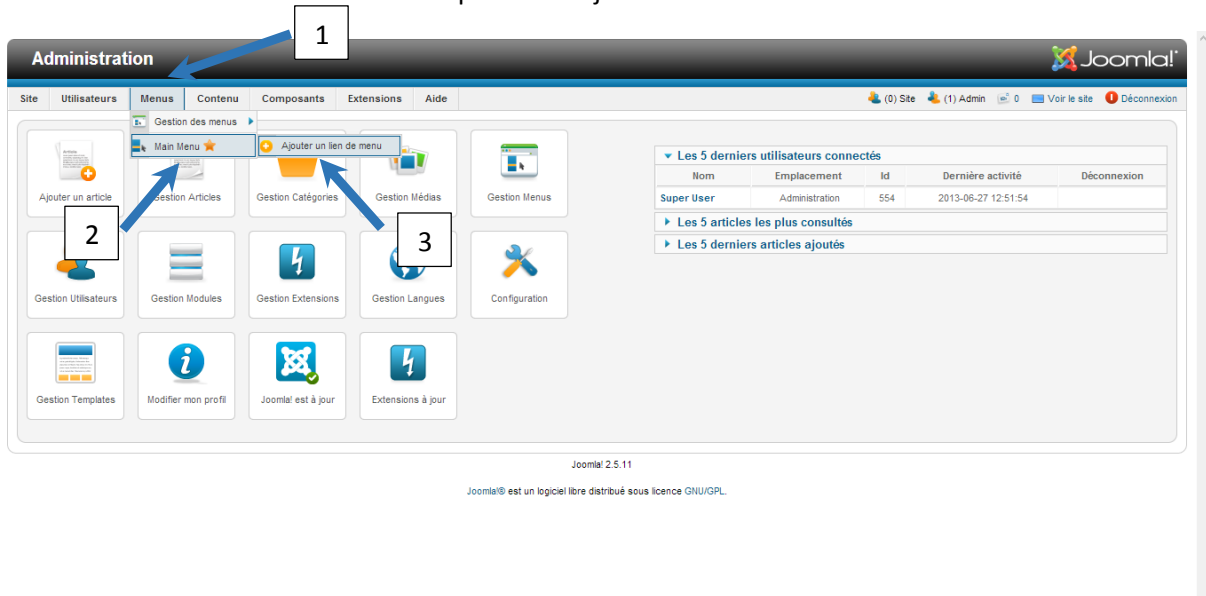 1
Administration
Joomla!
Site Utilisateurs Menus Contenu Composants Extensions Aide (0) Site (1) Admin 0 Voir le site Déconnexion
Gestion des menus
Main Menu Ajouter un lien de menu
Ajouter un article Gestion Articles Gestion Catégories Gestion Médias Gestion Menus
2
3
Gestion Utilisateurs Gestion Modules Gestion Extensions Gestion Langues Configuration
Gestion Templates Modifier mon profil Joomla! est à jour Extensions à jour
Les 5 derniers utilisateurs connectés
Nom Emplacement Id Dernière activité Déconnexion
Super User Administration 554 2013-06-27 12:51:54
Les 5 articles les plus consultés
Les 5 derniers articles ajoutés
Joomla! 2.5.11
Joomla!® est un logiciel libre distribué sous licence GNU/GPL.